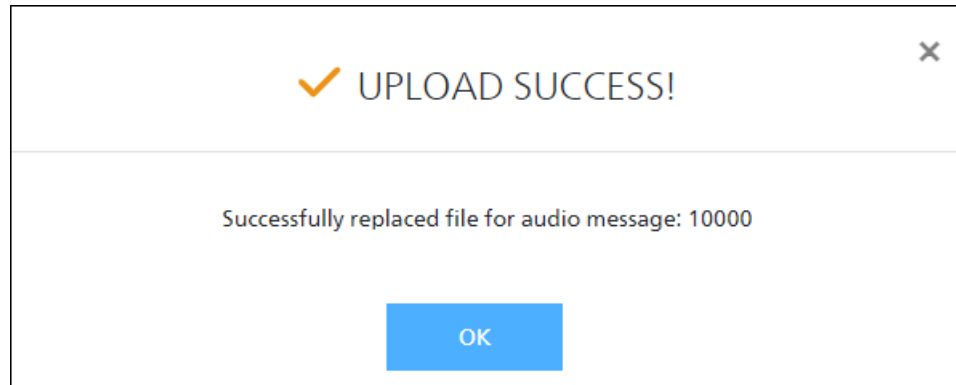 UPLOAD SUCCESS!
Successfully replaced file for audio message: 10000
OK